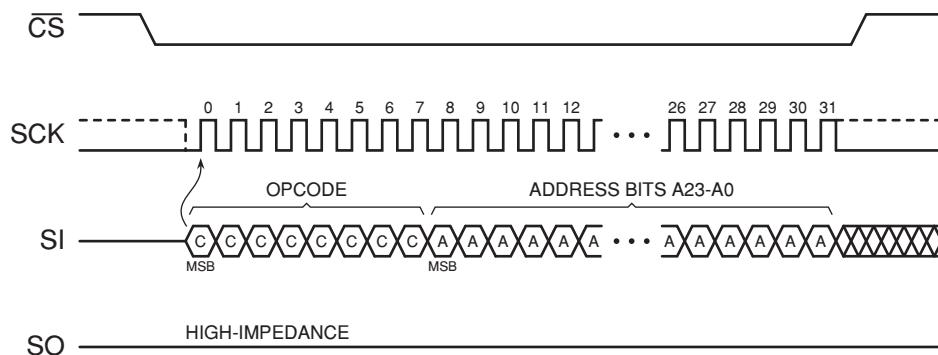 CS
0 1 2 3 4 5 6 7 8 9 10 11 12 26 27 28 29 30 31
SCK
• • •
OPCODE ADDRESS BITS A23-A0
SI C C C C C C C C A A A A A A • • • A A A A A A
MSB MSB
HIGH-IMPEDANCE
SO